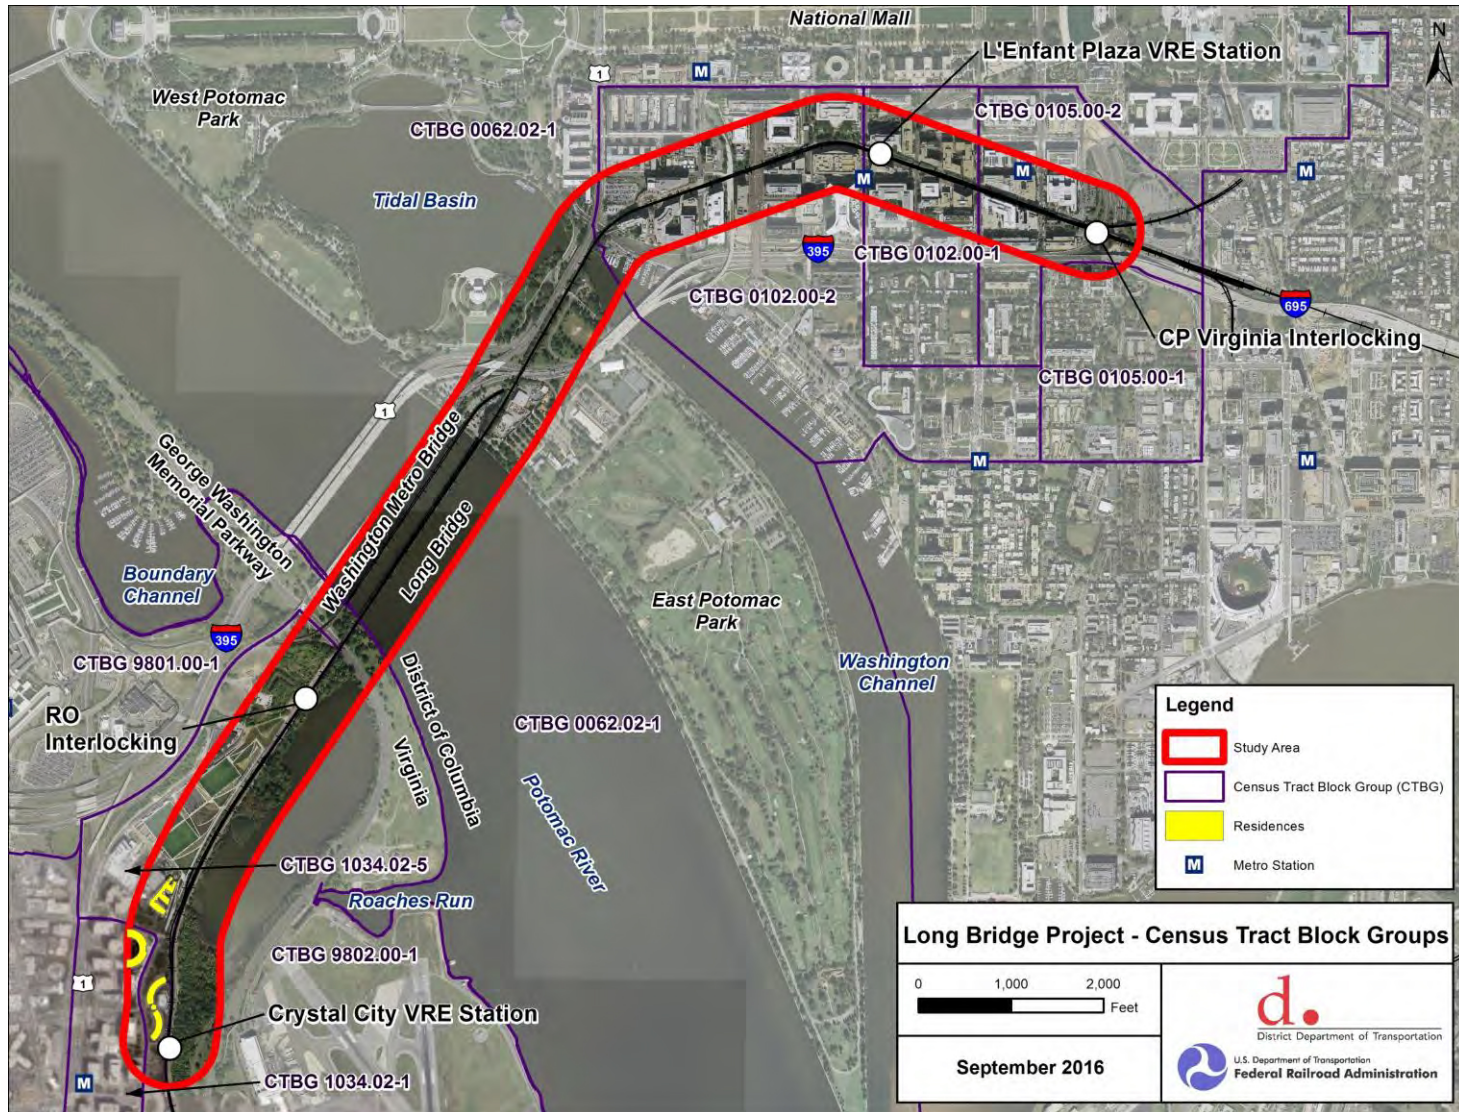 National Mall
N
L'Enfant Plaza VRE Station
1
M
West Potomac
Park
CTBG 0062.02-1
CTBG 0105.00-2
M
M
M
Tidal Basin
395
CTBG 0102.00-1
CTBG 0102.00-2
695
CP Virginia Interlocking
CTBG 0105.00-1
1
George Washington
Memorial Parkway
Washington Metro Bridge
Long Bridge
M
M
Boundary
Channel
East Potomac
Park
395
CTBG 9801.00-1
Washington
Channel
District of Columbia
Virginia
RO
Interlocking
CTBG 0062.02-1
Potomac River
CTBG 1034.02-5
Roaches Run
CTBG 9802.00-1
1
Crystal City VRE Station
M
CTBG 1034.02-1
Legend
Study Area
Census Tract Block Group (CTBG)
Residences
M Metro Station
Long Bridge Project - Census Tract Block Groups
0 1,000 2,000
Feet
September 2016
d.
District Department of Transportation
U.S. Department of Transportation
Federal Railroad Administration